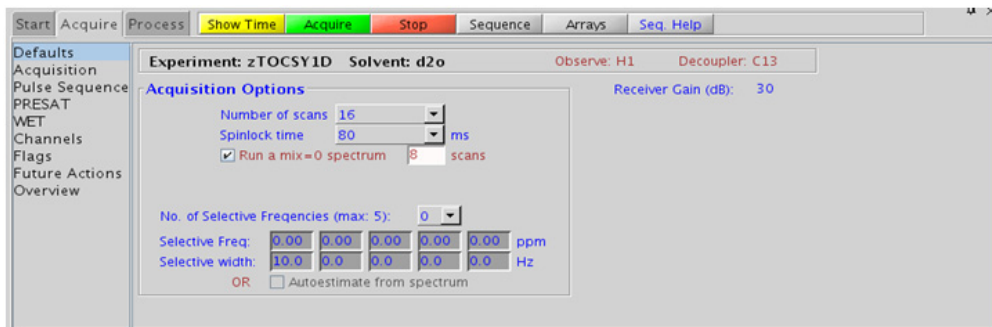 Start Acquire Process Show Time Acquire Stop Sequence Arrays Seq. Help
Defaults
Acquisition
Pulse Sequence
PRESAT
WET
Channels
Flags
Future Actions
Overview
Experiment: zTOCSY1D Solvent: d2o Observe: H1 Decoupler: C13
Acquisition Options Receiver Gain (dB): 30
Number of scans 16
Spinlock time 80 ms
Run a mix=0 spectrum 8 scans
No. of Selective Freqencies (max: 5): 0
Selective Freq: 0.00 0.00 0.00 0.00 0.00 ppm
Selective width: 10.0 0.0 0.0 0.0 0.0 Hz
OR Autoestimate from spectrum